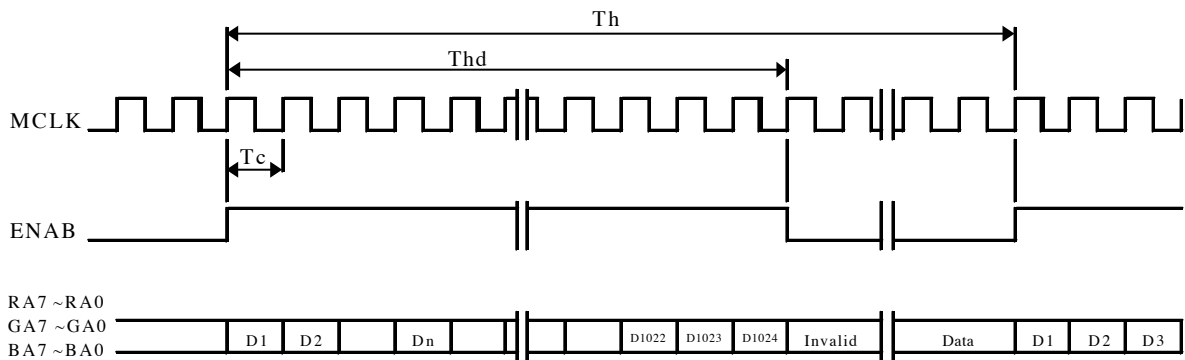 Th
Thd
MCLK
Tc
ENAB
RA7 ~RA0
GA7 ~GA0
BA7 ~BA0
D1 D2 Dn D1022 D1023 D1024 Invalid Data D1 D2 D3